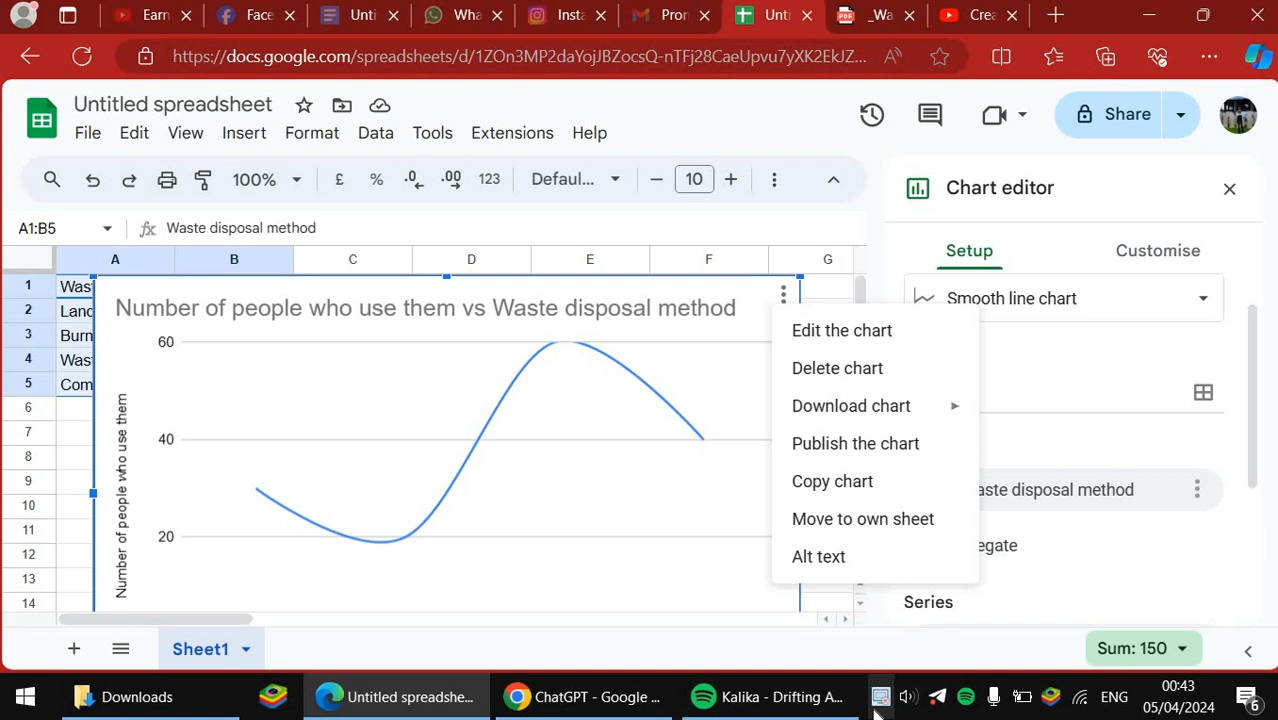 Earn
Face
Unti
Wha
Insta
Pron
Unti
_Wa
Crea
https://docs.google.com/spreadsheets/d/1ZOn3MP2daYojJBZocsQ-nTFj28CaeUpvu7yXK2EkJZ...
Untitled spreadsheet
Share
File Edit View Insert Format Data Tools Extensions Help
100% £ % .0 .00 123 Defaul... 10
Chart editor
A1:B5 Waste disposal method
Setup Customise
A B C D E F G
Smooth line chart
1 Was
2 Land
3 Burn
4 Was
5 Com
6
7
8
9
10
11
12
13
14
Number of people who use them vs Waste disposal method
60
40
20
Number of people who use them
Edit the chart
Delete chart
Download chart
Publish the chart
Copy chart
Move to own sheet
Alt text
aste disposal method
egate
Series
Sheet1
Sum: 150
Downloads
Untitled spreadshe...
ChatGPT - Google ...
Kalika - Drifting A...
ENG
00:43
05/04/2024
6